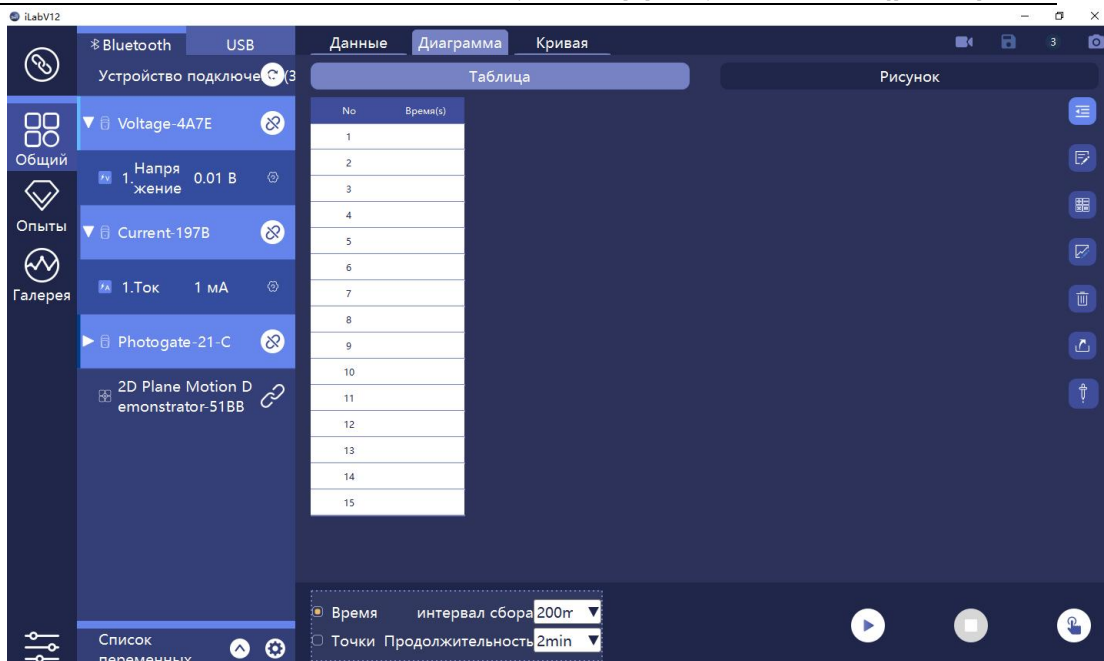 iLabV12
Bluetooth USB
Данные Диаграмма Кривая
3
Устройство подключе (3
Таблица Рисунок
Общий
Опыты
Галерея
Voltage-4A7E
1. Напря
жение 0.01 В
Current-197B
1.Ток 1 мА
Photogate-21-C
2D Plane Motion D
emonstrator-51BB
No Время(s)
1
2
3
4
5
6
7
8
9
10
11
12
13
14
15
Время интервал сбора 200m
Точки Продолжительность 2min
Список
переменных